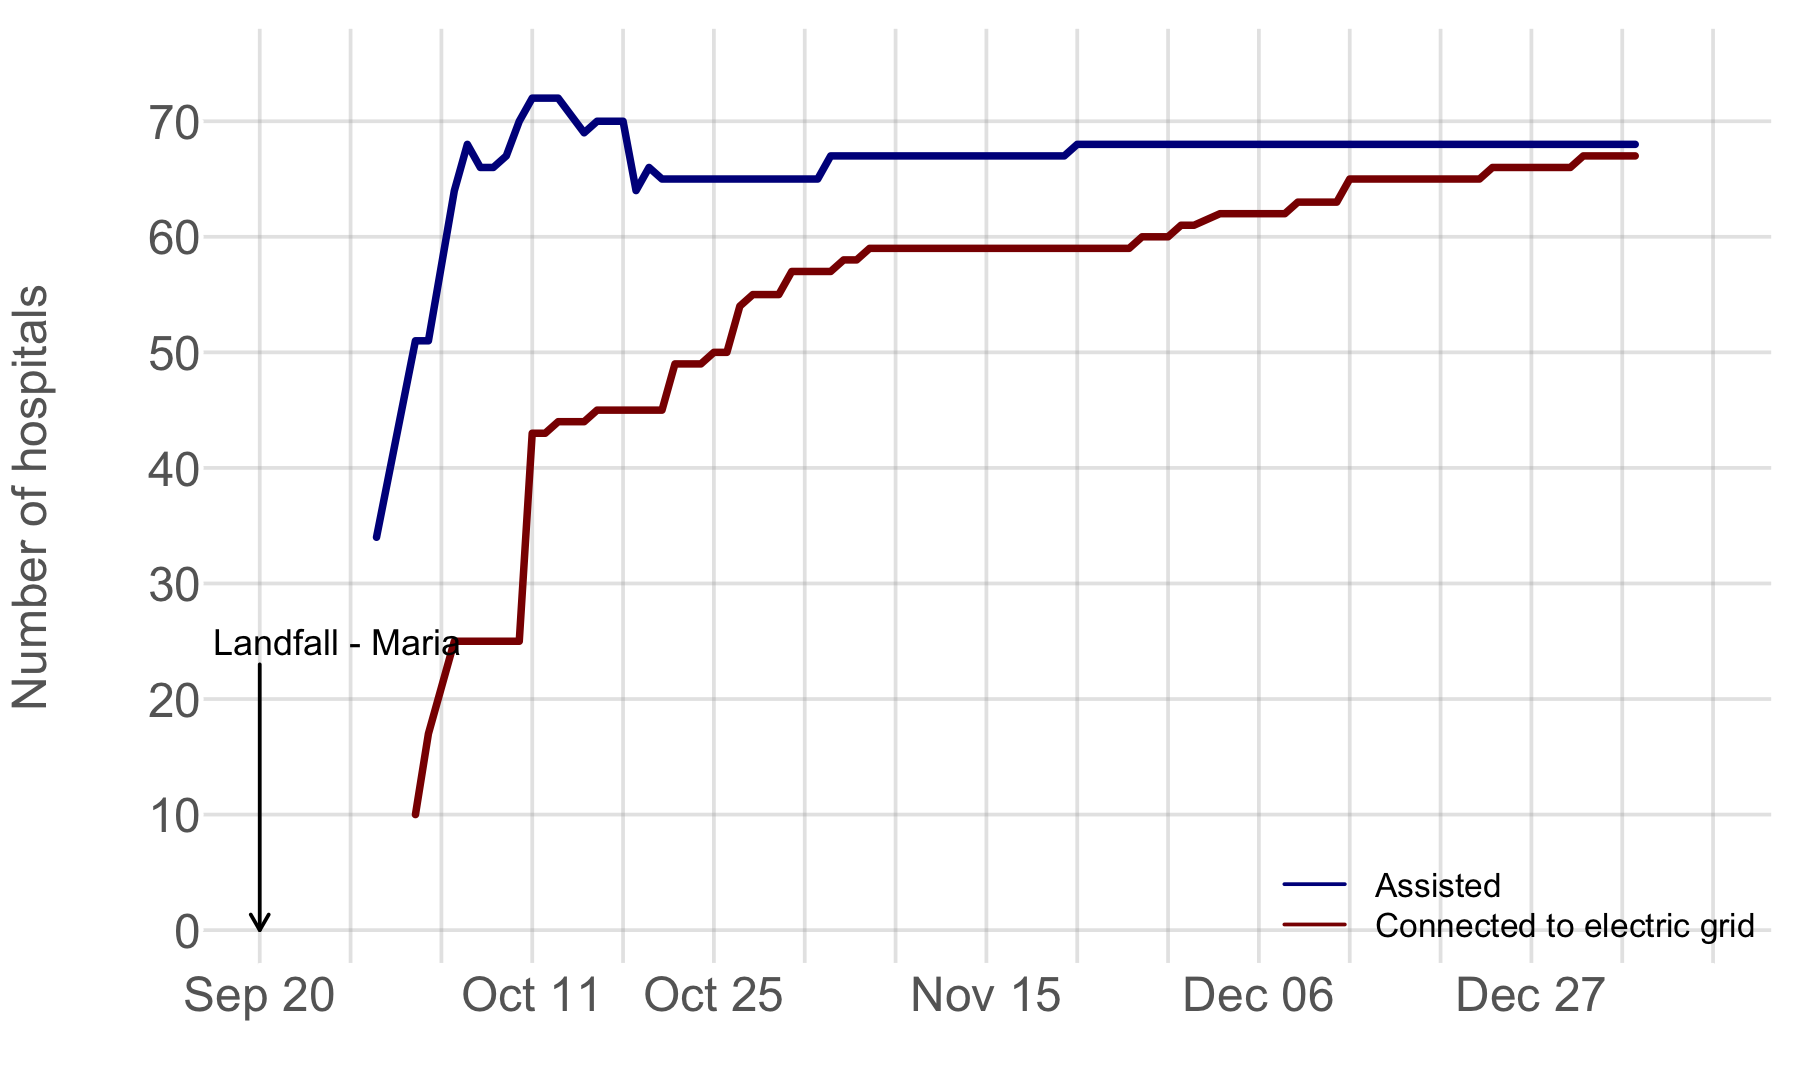 Number of hospitals
70
60
50
40
30
20
10
0
Landfall - Maria
Assisted
Connected to electric grid
Sep 20 Oct 11 Oct 25 Nov 15 Dec 06 Dec 27